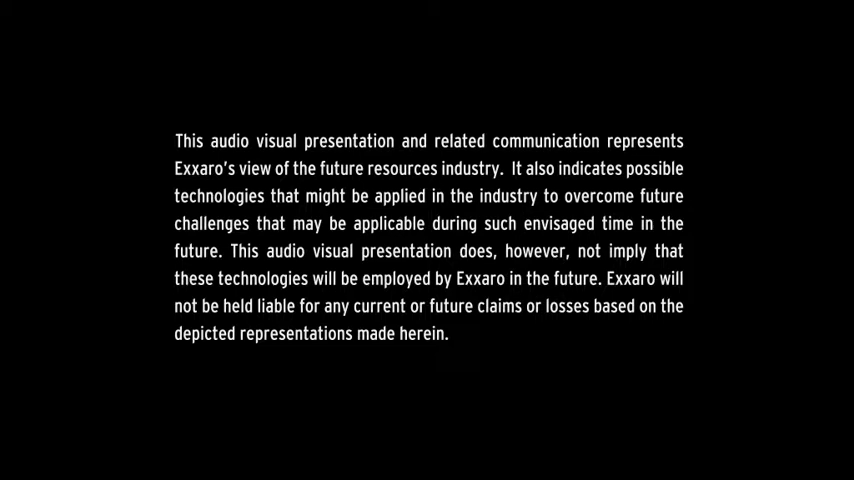 This audio visual presentation and related communication represents
Exxaro's view of the future resources industry. It also indicates possible
technologies that might be applied in the industry to overcome future
challenges that may be applicable during such envisaged time in the
future. This audio visual presentation does, however, not imply that
these technologies will be employed by Exxaro in the future. Exxaro will
not be held liable for any current or future claims or losses based on the
depicted representations made herein.